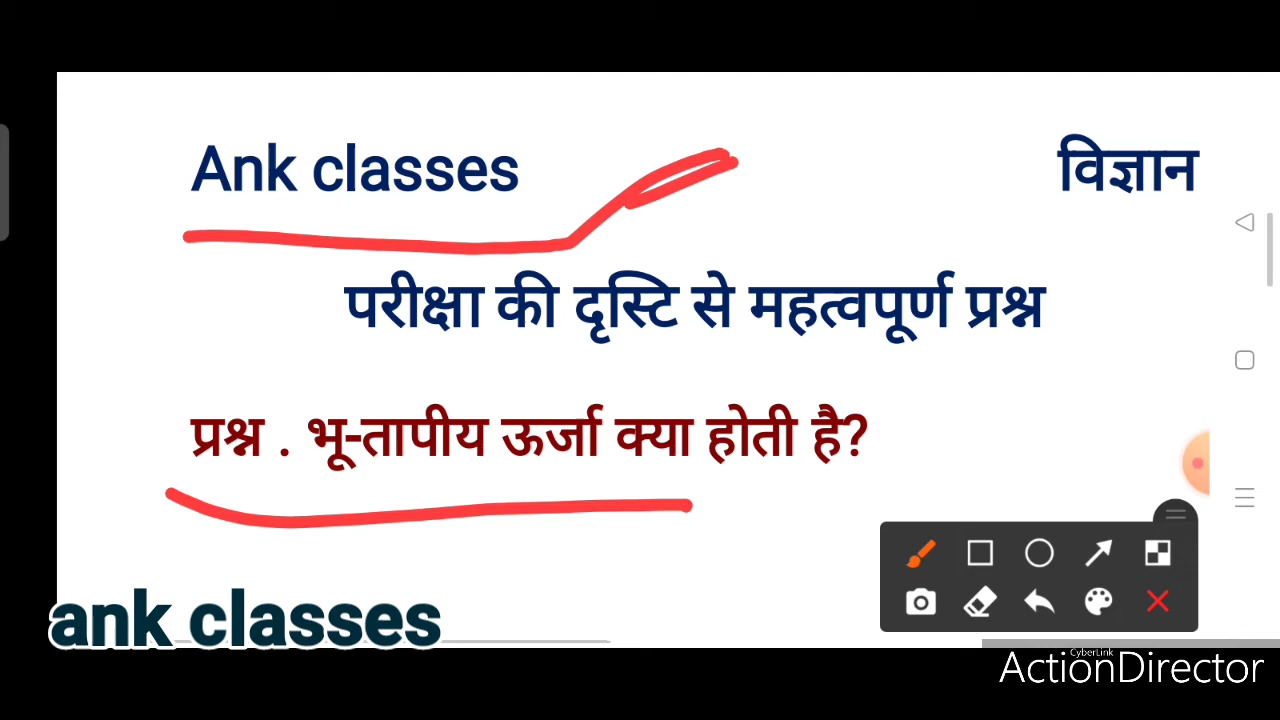 Ank classes
विज्ञान
परीक्षा की दृस्टि से महत्वपूर्ण प्रश्न
प्रश्न . भू-तापीय ऊर्जा क्या होती है?
ank classes
CyberLink
ActionDirector